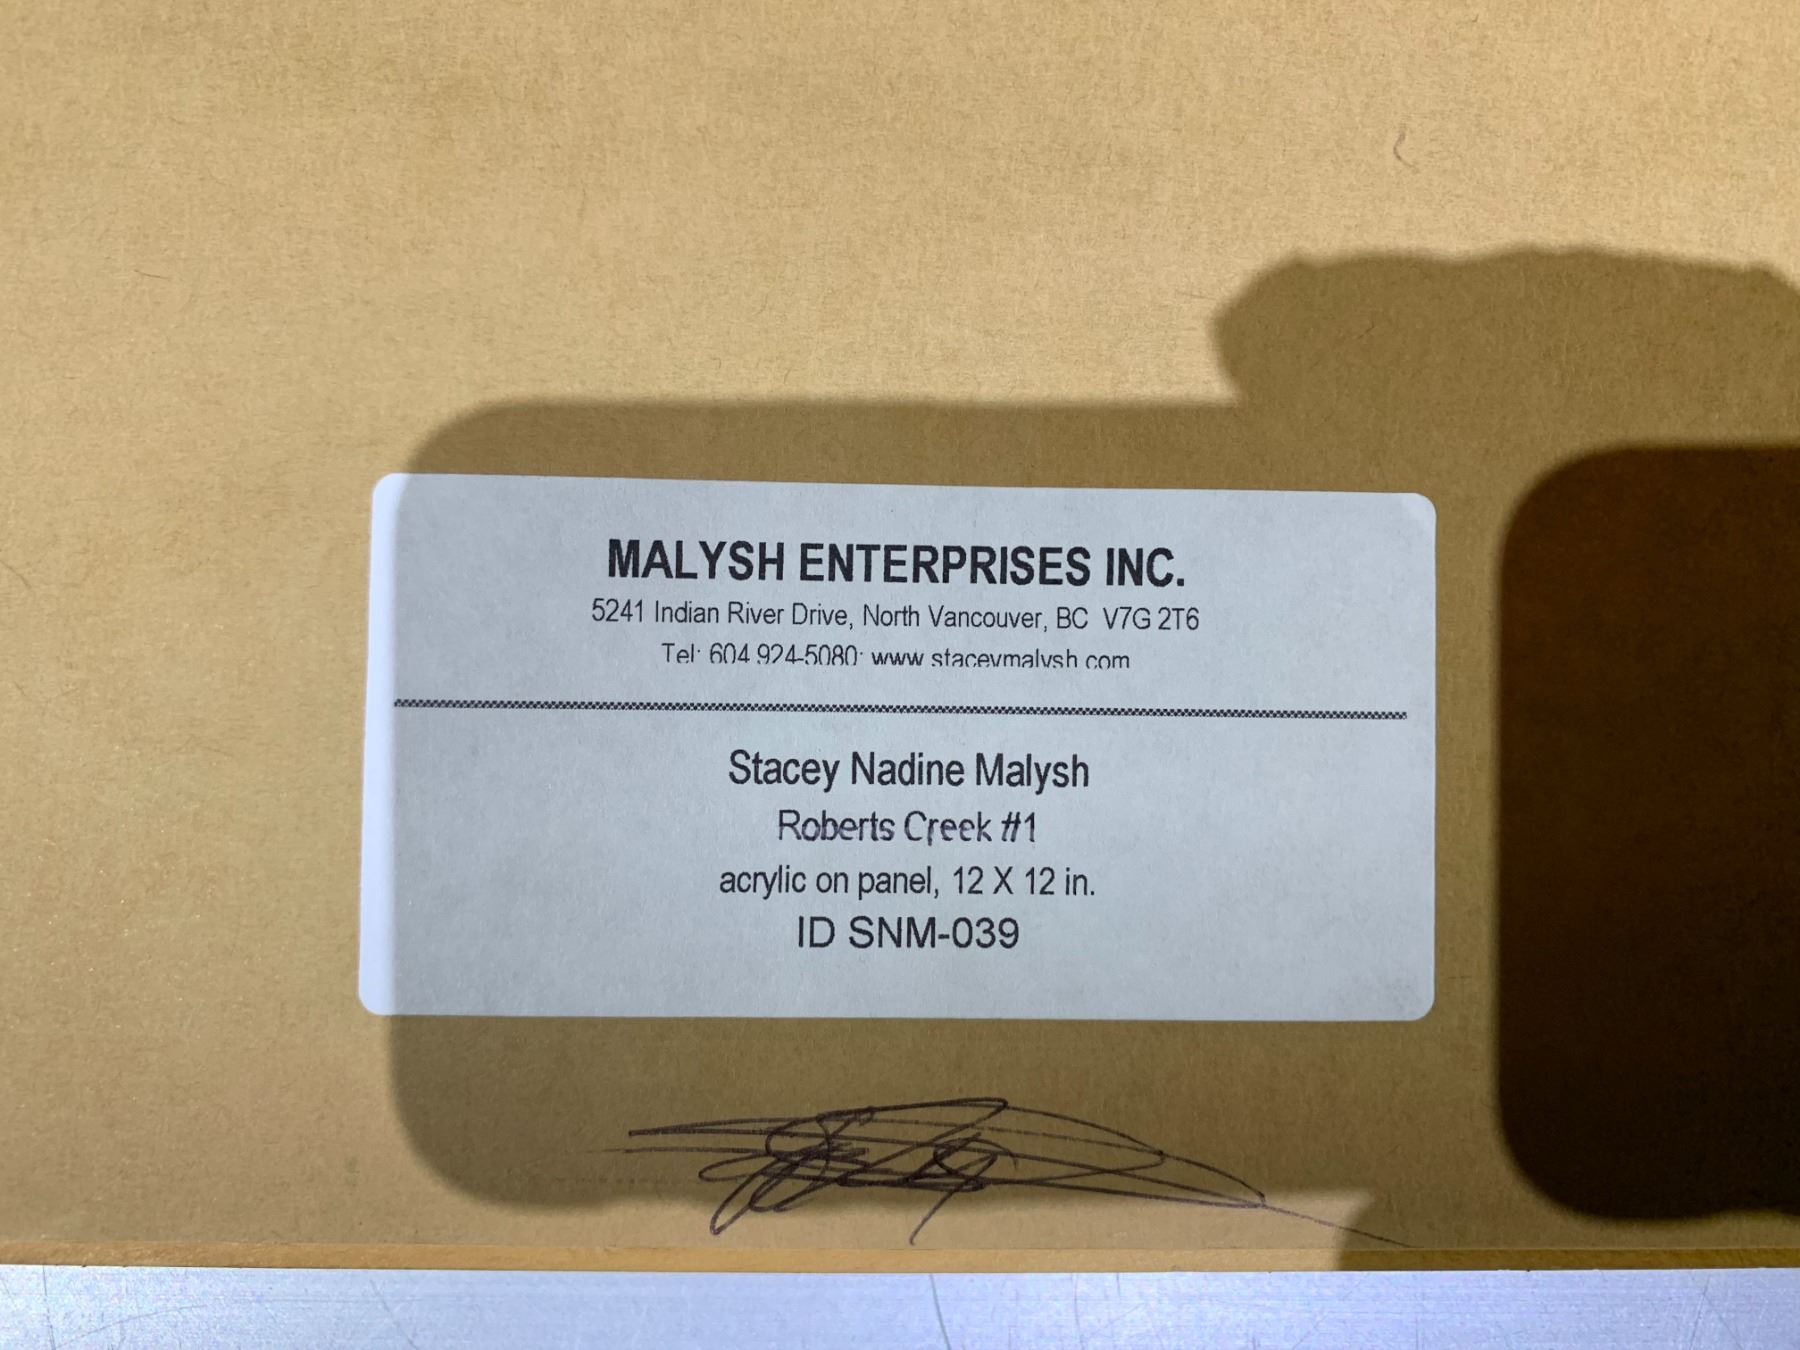 MALYSH ENTERPRISES INC.
5241 Indian River Drive, North Vancouver, BC V7G 2T6
Tel: 604.924-5080; www.staceymalysh.com
Stacey Nadine Malysh
Roberts Creek #1
acrylic on panel, 12 X 12 in.
ID SNM-039